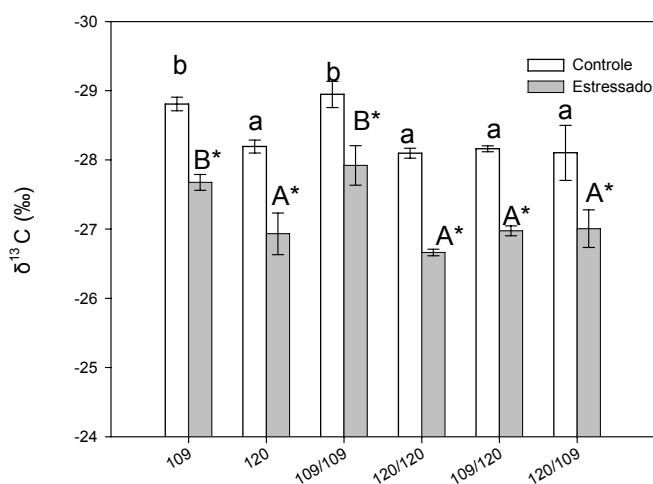 -30
-29
-28
-27
-26
-25
-24
δ¹³C (‰)
Controle
Estressado
b
B*
a
A*
b
B*
a
A*
a
A*
a
A*
109
120
109/109
120/120
109/120
120/109